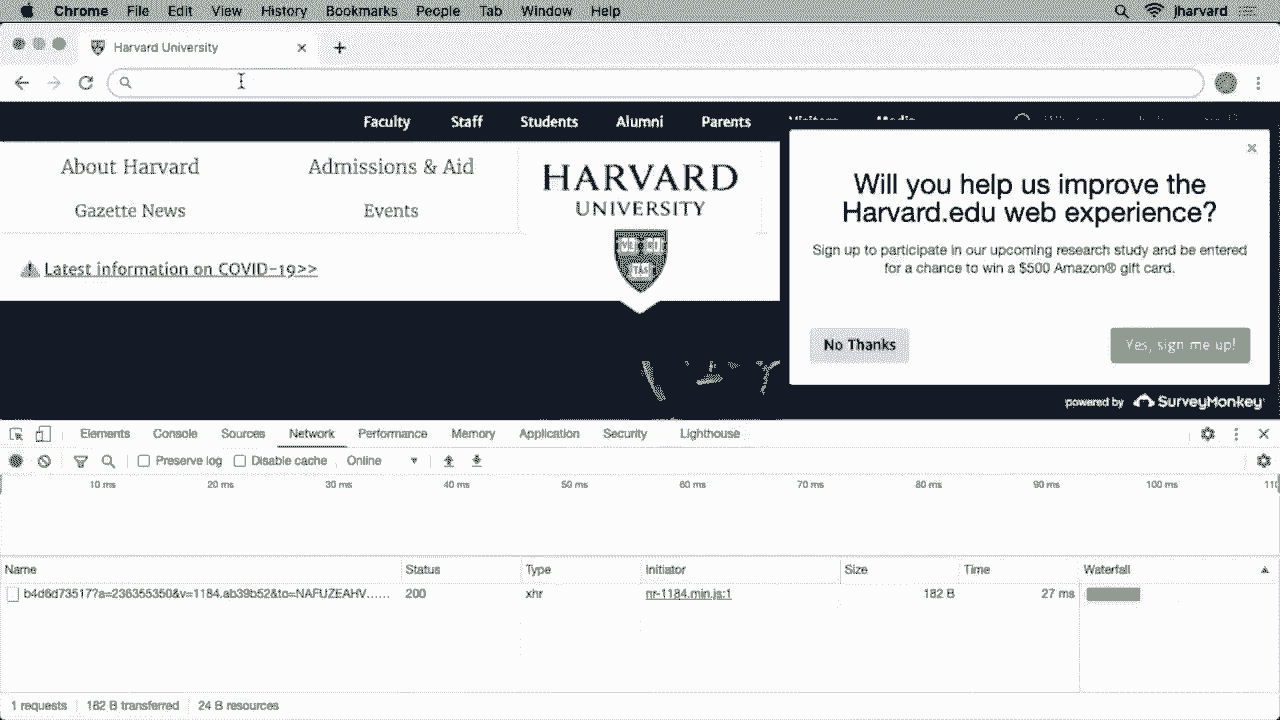 Chrome File Edit View History Bookmarks People Tab Window Help jharvard
Harvard University
Faculty Staff Students Alumni Parents Visitors Media
About Harvard Admissions & Aid
Gazette News Events
HARVARD
UNIVERSITY
VE RI
TAS
Latest information on COVID-19>>
Will you help us improve the
Harvard.edu web experience?
Sign up to participate in our upcoming research study and be entered
for a chance to win a $500 Amazon® gift card.
No Thanks Yes, sign me up!
powered by SurveyMonkey
Elements Console Sources Network Performance Memory Application Security Lighthouse
Preserve log Disable cache Online
10 ms 20 ms 30 ms 40 ms 50 ms 60 ms 70 ms 80 ms 90 ms 100 ms 110
Name Status Type Initiator Size Time Waterfall
b4d6d73517?a=236355350&v=1184.ab39b52&to=NAFUZEAHV…… 200 xhr nr-1184.min.js:1 182 B 27 ms
1 requests 182 B transferred 24 B resources